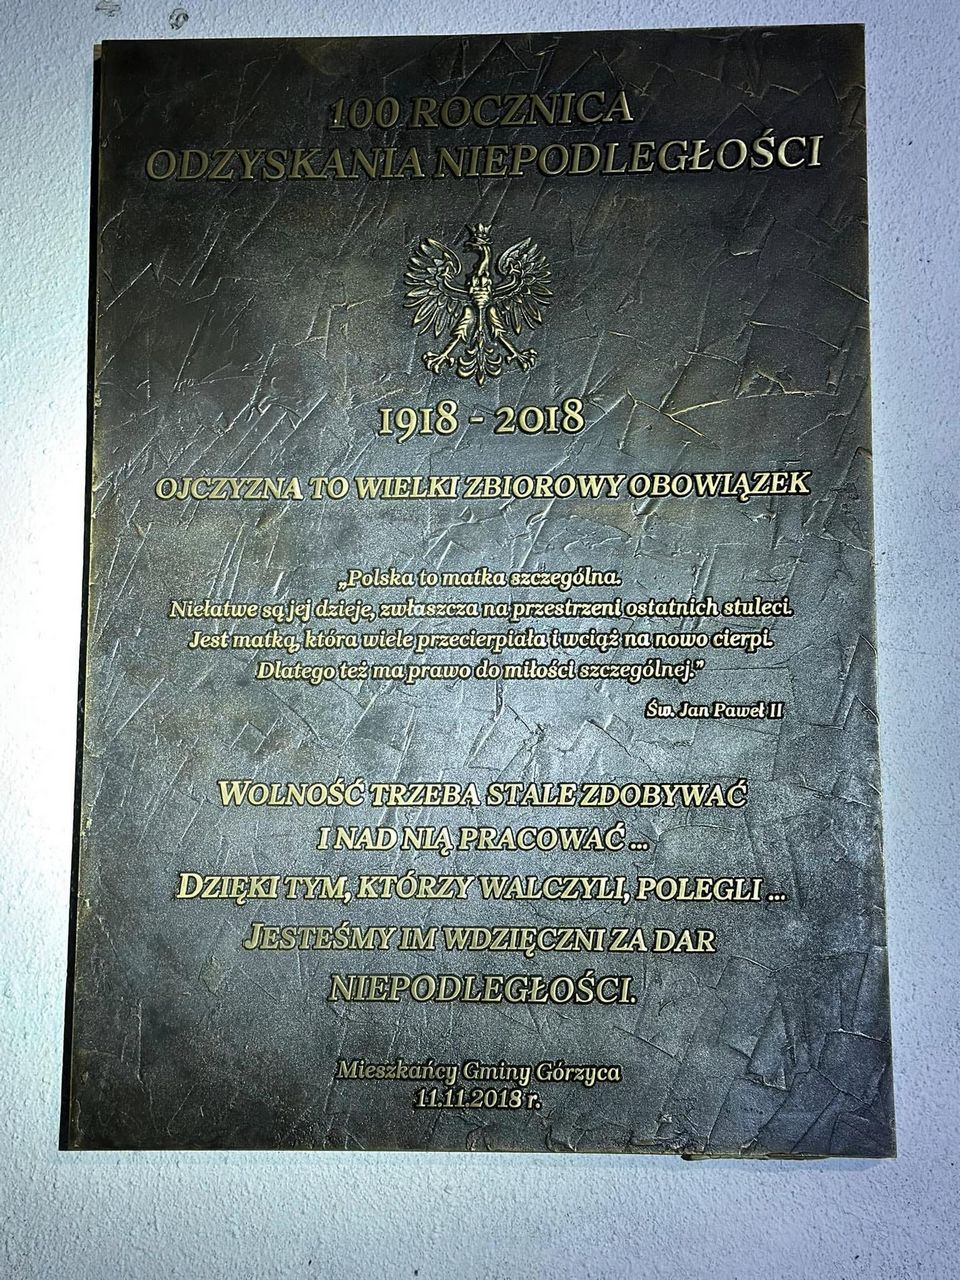 100 ROCZNICA
ODZYSKANIA NIEPODLEGŁOŚCI
1918 - 2018
OJCZYZNA TO WIELKI ZBIOROWY OBOWIĄZEK
„Polska to matka szczególna.
Niełatwe są jej dzieje, zwłaszcza na przestrzeni ostatnich stuleci.
Jest matką, która wiele przecierpiała i wciąż na nowo cierpi.
Dlatego też ma prawo do miłości szczególnej.”
Św. Jan Paweł II
WOLNOŚĆ TRZEBA STALE ZDOBYWAĆ
I NAD NIĄ PRACOWAĆ ...
DZIĘKI TYM, KTÓRZY WALCZYLI, POLEGLI ...
JESTEŚMY IM WDZIĘCZNI ZA DAR
NIEPODLEGŁOŚCI.
Mieszkańcy Gminy Górzyca
11.11.2018 r.